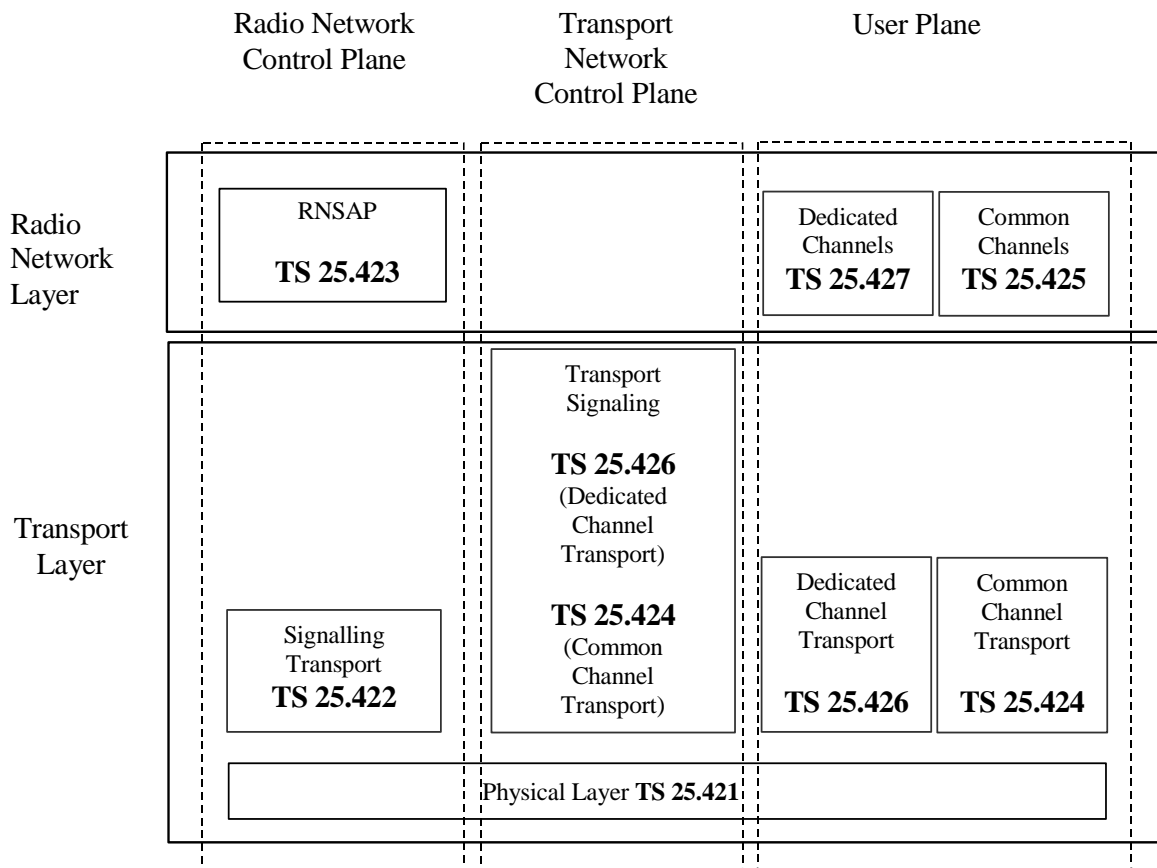 Radio Network
Control Plane
Transport
Network
Control Plane
User Plane
Radio
Network
Layer
RNSAP
TS 25.423
Dedicated
Channels
TS 25.427
Common
Channels
TS 25.425
Transport
Layer
Signalling
Transport
TS 25.422
Transport
Signaling
TS 25.426
(Dedicated
Channel
Transport)
TS 25.424
(Common
Channel
Transport)
Dedicated
Channel
Transport
TS 25.426
Common
Channel
Transport
TS 25.424
Physical Layer TS 25.421